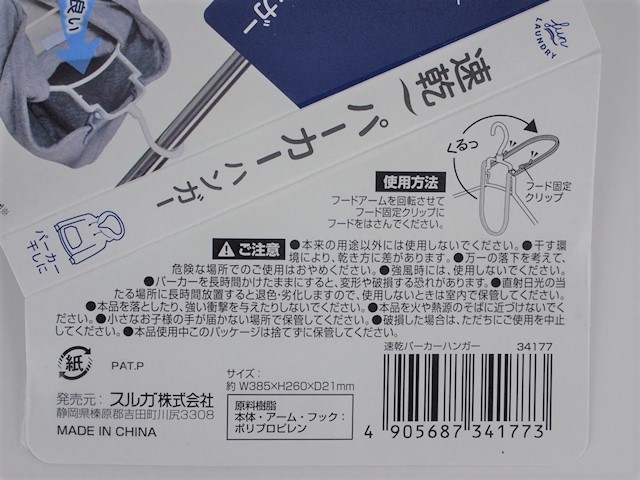 良い
ガー
fun
LAUNDRY
速乾 パーカーハンガー
パーカー
干しに
くるっ
フード固定
クリップ
使用方法
フードアームを回転させて
フード固定クリップに
フードをはさんでください。
ご注意 ●本来の用途以外には使用しないでください。●干す環
境により、乾き方に差があります。●万一の落下を考えて、
危険な場所でのご使用はおやめください。●強風時には、使用しないでください。
●パーカーを長時間かけたままにすると、変形や破損する恐れがあります。●直射日光の当
たる場所に長時間放置すると退色・劣化しますので、使用しないときは室内で保管してください。
●本品を落としたり、強い衝撃を与えたりしないでください。●本品を火や熱源のそばに近づけないでく
ださい。●小さなお子様の手が届かない場所で保管してください。●破損した場合は、ただちにご使用を中止
してください。●本品使用中このパッケージは捨てずに保管してください。
紙
PAT.P
発売元: スルガ株式会社
静岡県榛原郡吉田町川尻3308
MADE IN CHINA
サイズ:
約 W385×H260×D21mm
原料樹脂
本体・アーム・フック:
ポリプロピレン
速乾パーカーハンガー 34177
4 905687 341773